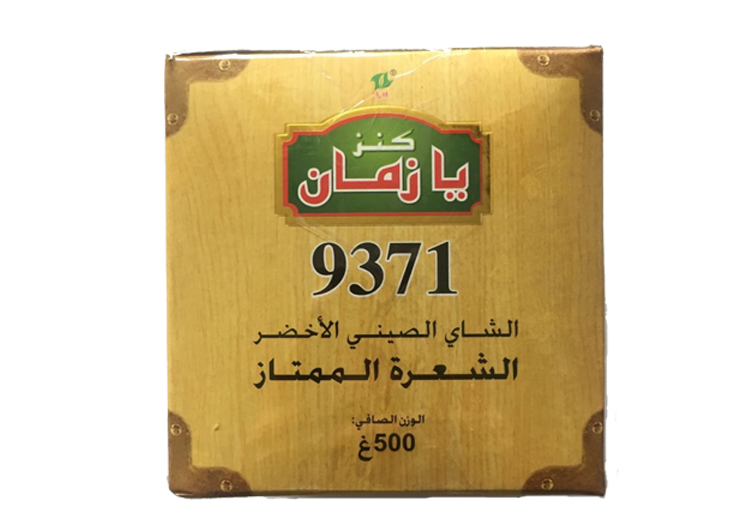 كنز
يا زمان
9371
الشاي الصيني الأخضر
الشعرة الممتاز
الوزن الصافي:
500غ